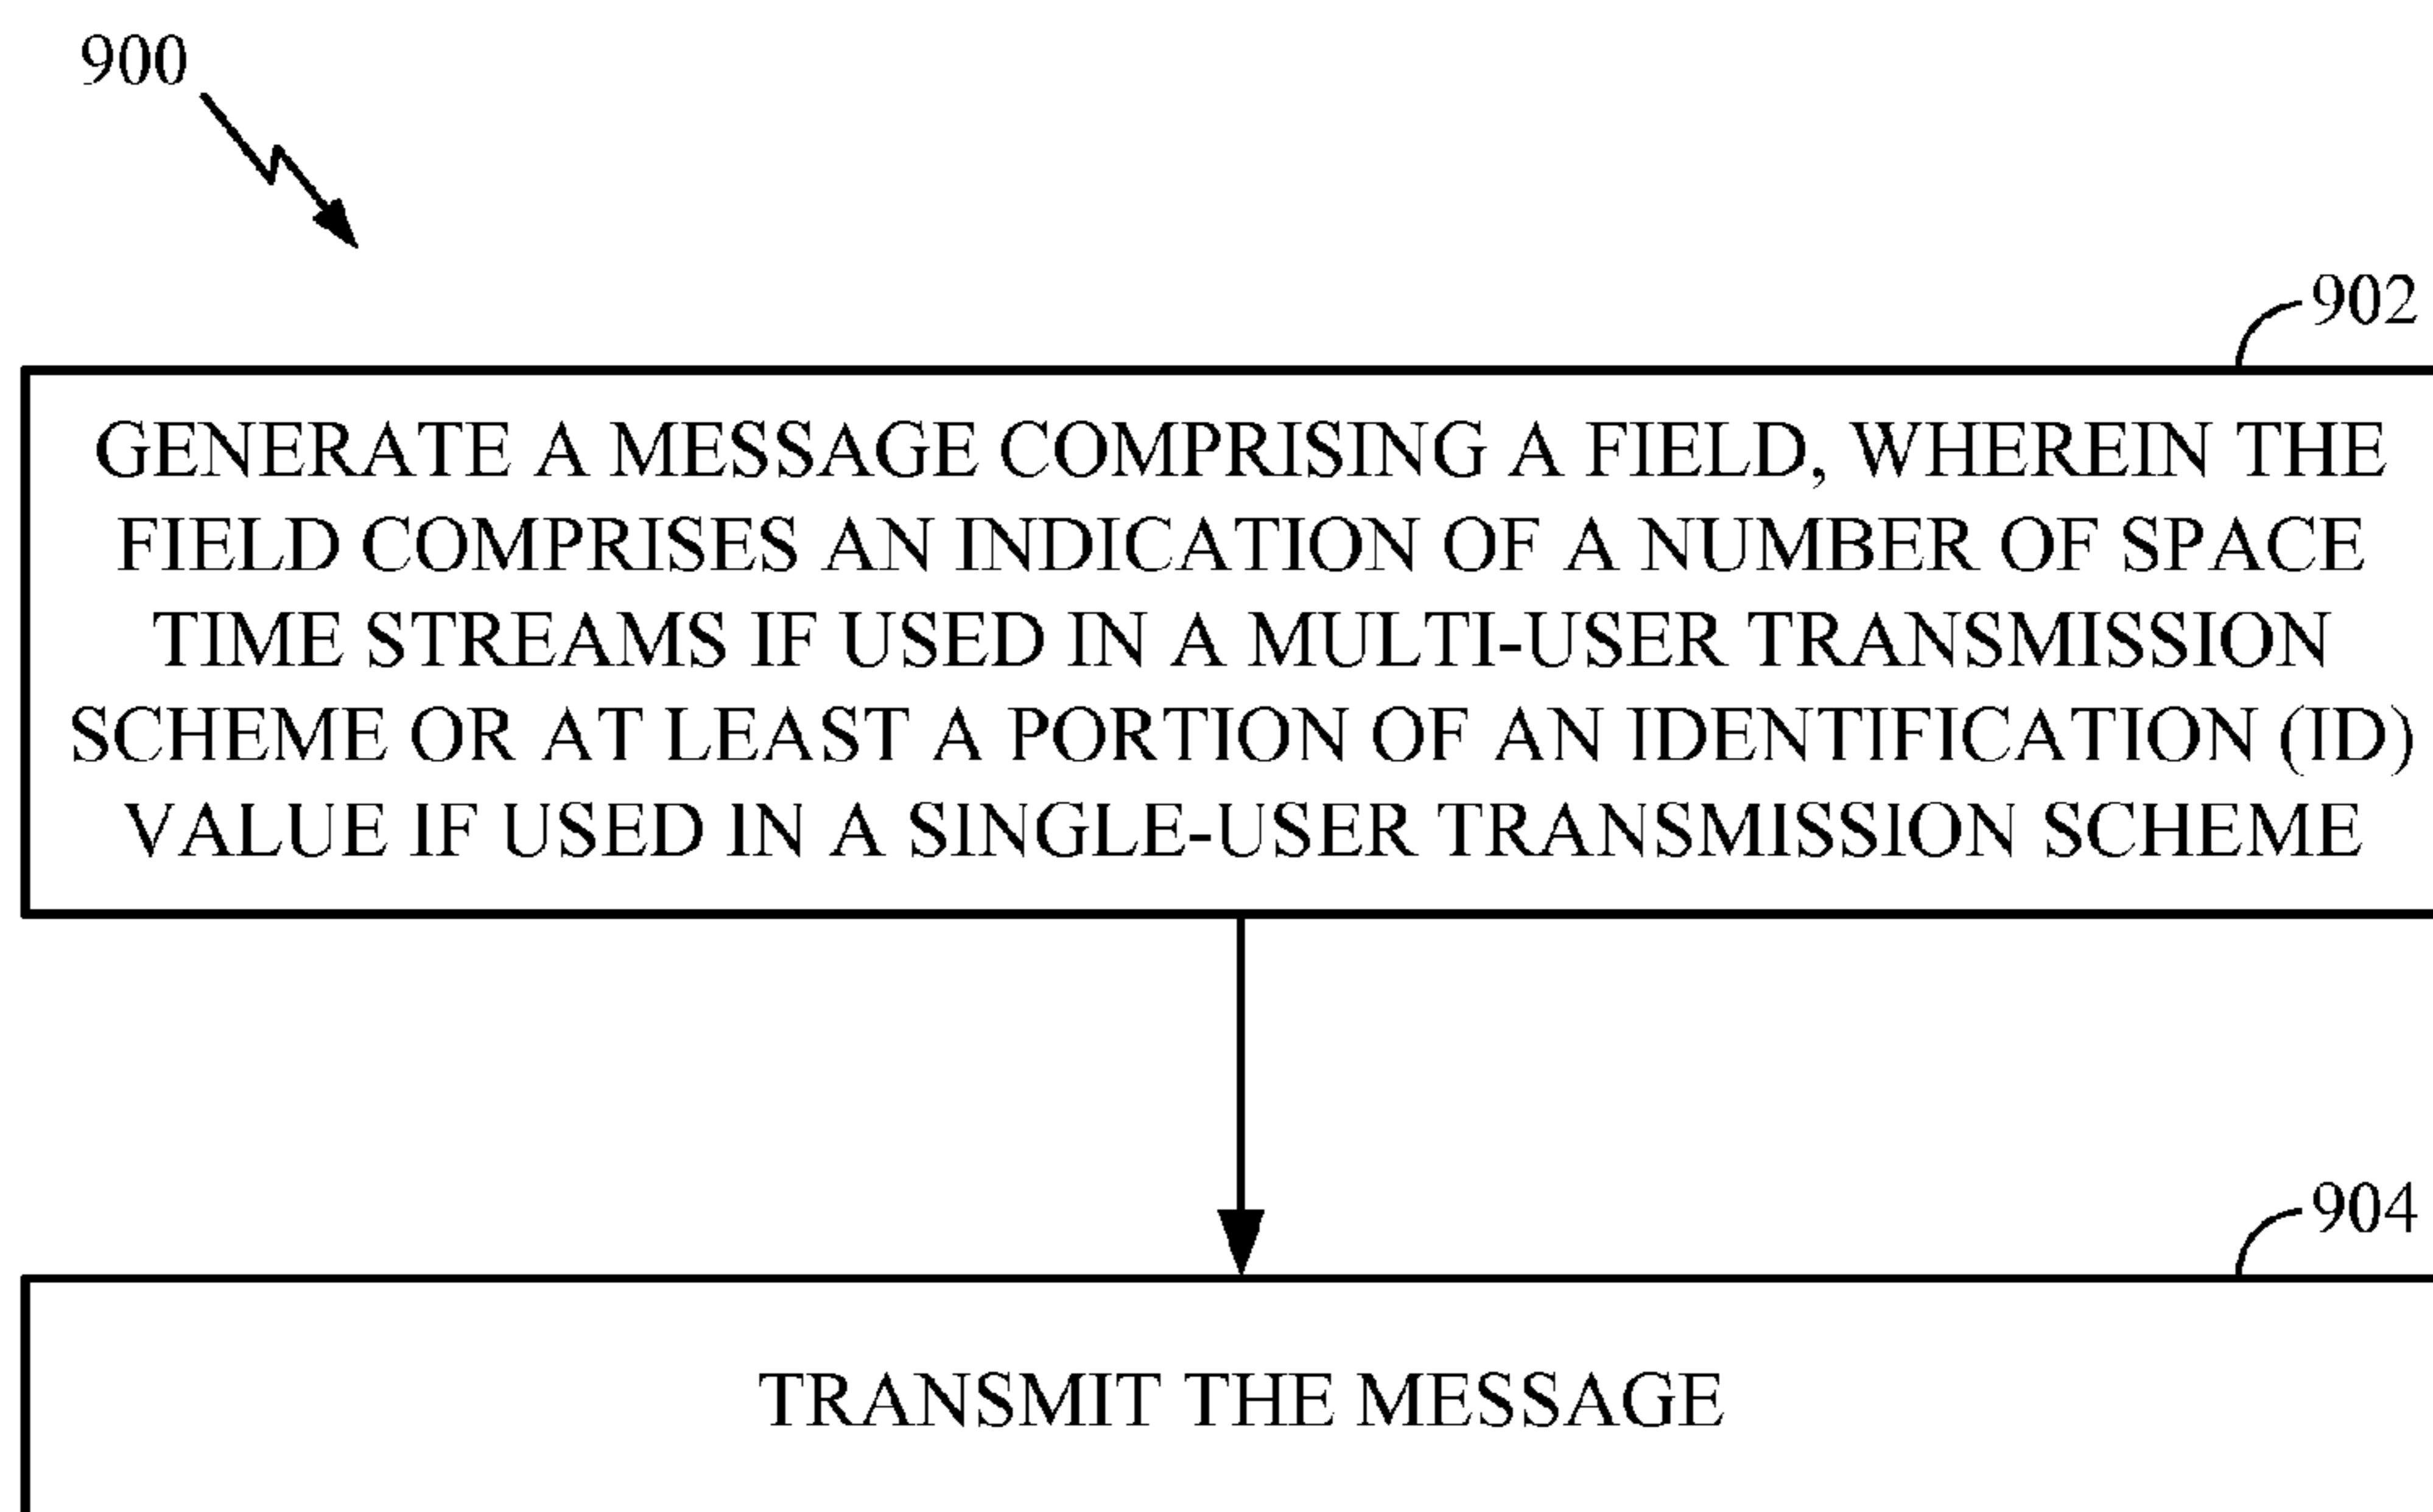 900
902
GENERATE A MESSAGE COMPRISING A FIELD, WHEREIN THE
FIELD COMPRISES AN INDICATION OF A NUMBER OF SPACE
TIME STREAMS IF USED IN A MULTI-USER TRANSMISSION
SCHEME OR AT LEAST A PORTION OF AN IDENTIFICATION (ID)
VALUE IF USED IN A SINGLE-USER TRANSMISSION SCHEME
904
TRANSMIT THE MESSAGE